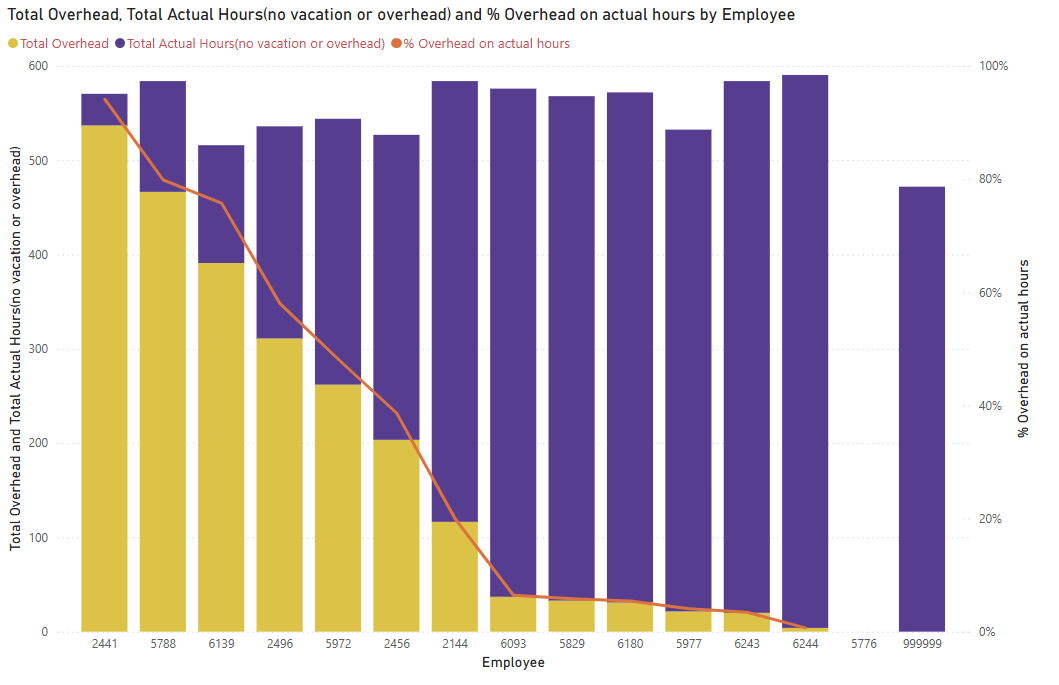 Total Overhead, Total Actual Hours(no vacation or overhead) and % Overhead on actual hours by Employee
Total Overhead Total Actual Hours(no vacation or overhead) % Overhead on actual hours
Total Overhead and Total Actual Hours(no vacation or overhead)
600
500
400
300
200
100
0
100%
80%
60%
40%
20%
0%
% Overhead on actual hours
2441 5788 6139 2496 5972 2456 2144 6093 5829 6180 5977 6243 6244 5776 999999
Employee